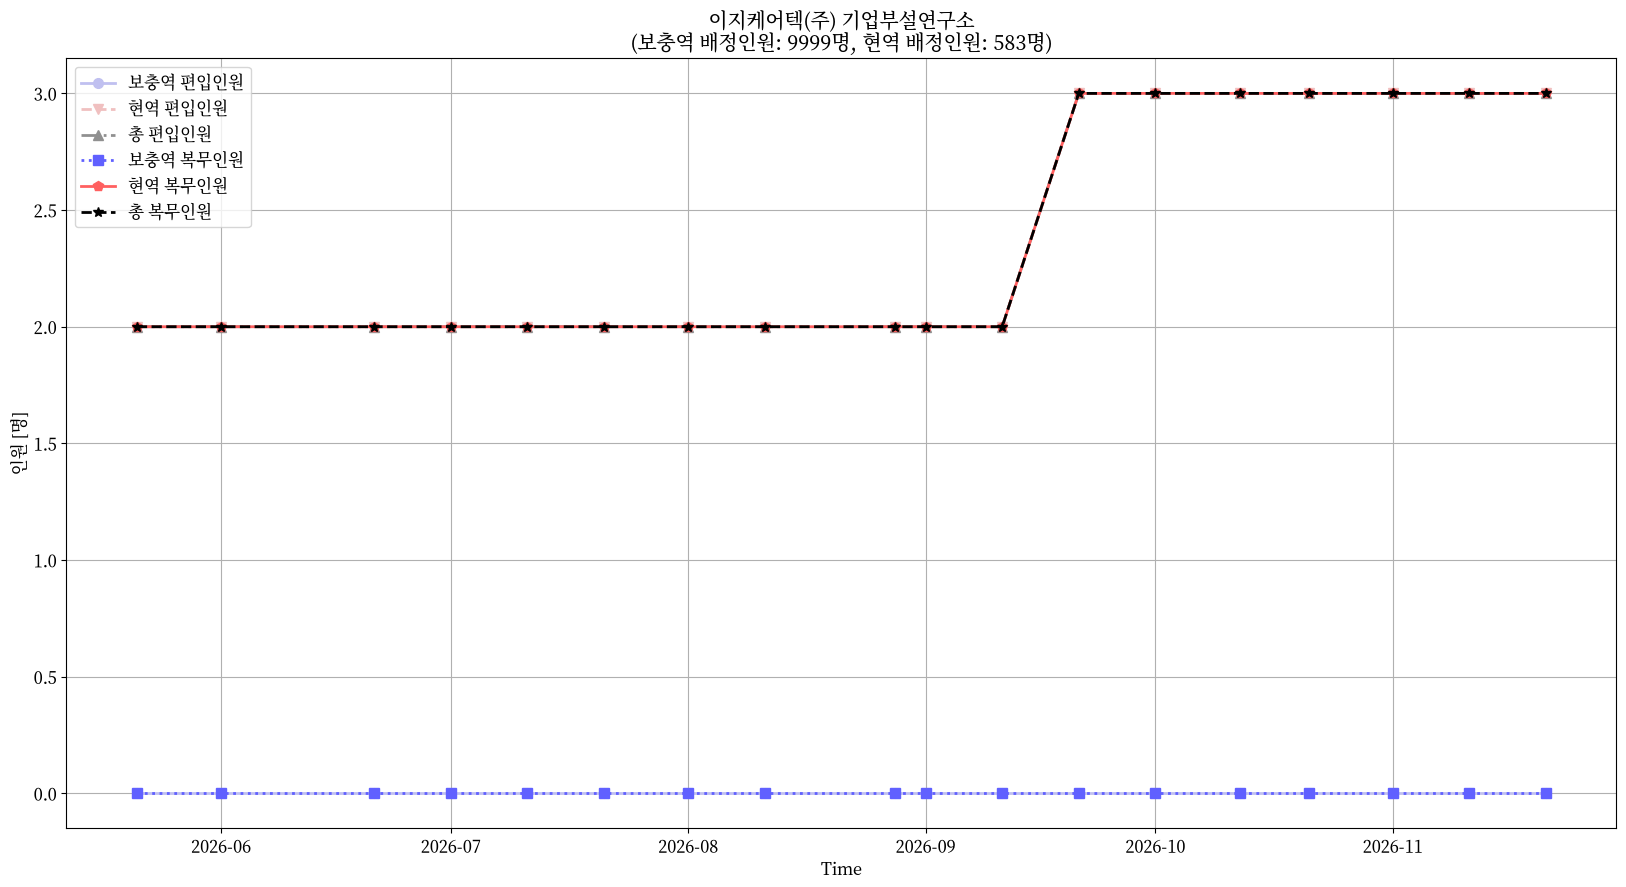 이지케어텍(주) 기업부설연구소
(보충역 배정인원: 9999명, 현역 배정인원: 583명)
보충역 편입인원
현역 편입인원
총 편입인원
보충역 복무인원
현역 복무인원
총 복무인원
인원 [명]
3.0
2.5
2.0
1.5
1.0
0.5
0.0
2026-06
2026-07
2026-08
2026-09
2026-10
2026-11
Time